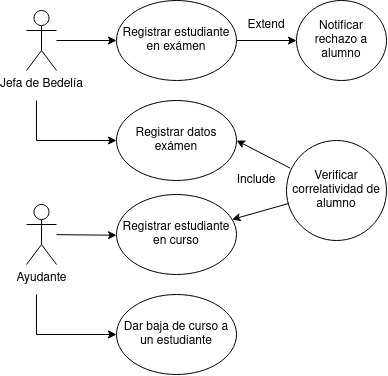 Registrar estudiante
en exámen
Extend
Notificar
rechazo a
alumno
Jefa de Bedelía
Registrar datos
exámen
Include
Verificar
correlatividad de
alumno
Registrar estudiante
en curso
Ayudante
Dar baja de curso a
un estudiante